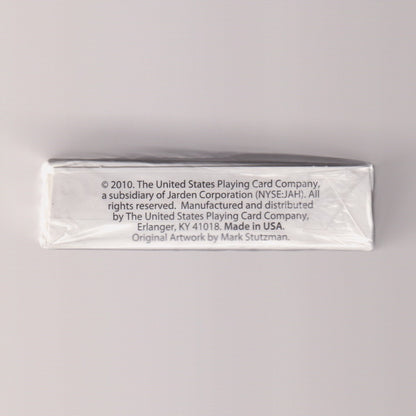 © 2010. The United States Playing Card Company,
a subsidiary of Jarden Corporation (NYSE:JAH). All
rights reserved. Manufactured and distributed
by The United States Playing Card Company,
Erlanger, KY 41018. Made in USA.
Original Artwork by Mark Stutzman.